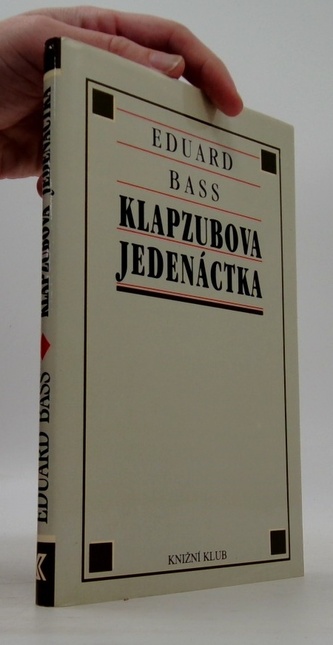 EDUARD
BASS
KLAPZUBOVA
JEDENÁCTKA
KNIŽNÍ KLUB
EDUARD BASS KLAPZUBOVA JEDENÁCTKA
K